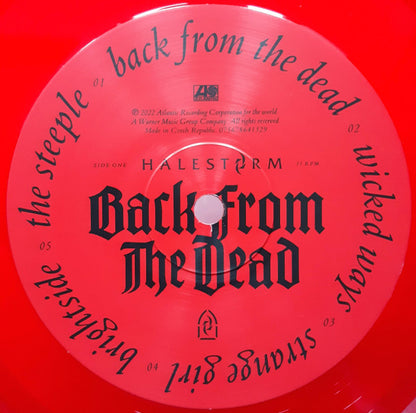 01 back from the dead
02 wicked ways
03 strange girl
04 brightside
05 the steeple
℗ © 2022 Atlantic Recording Corporation for the world
A Warner Music Group Company. All rights reserved
Made in Czech Republic. 075678641329
SIDE ONE HALESTORM 33 RPM
Back From
The Dead